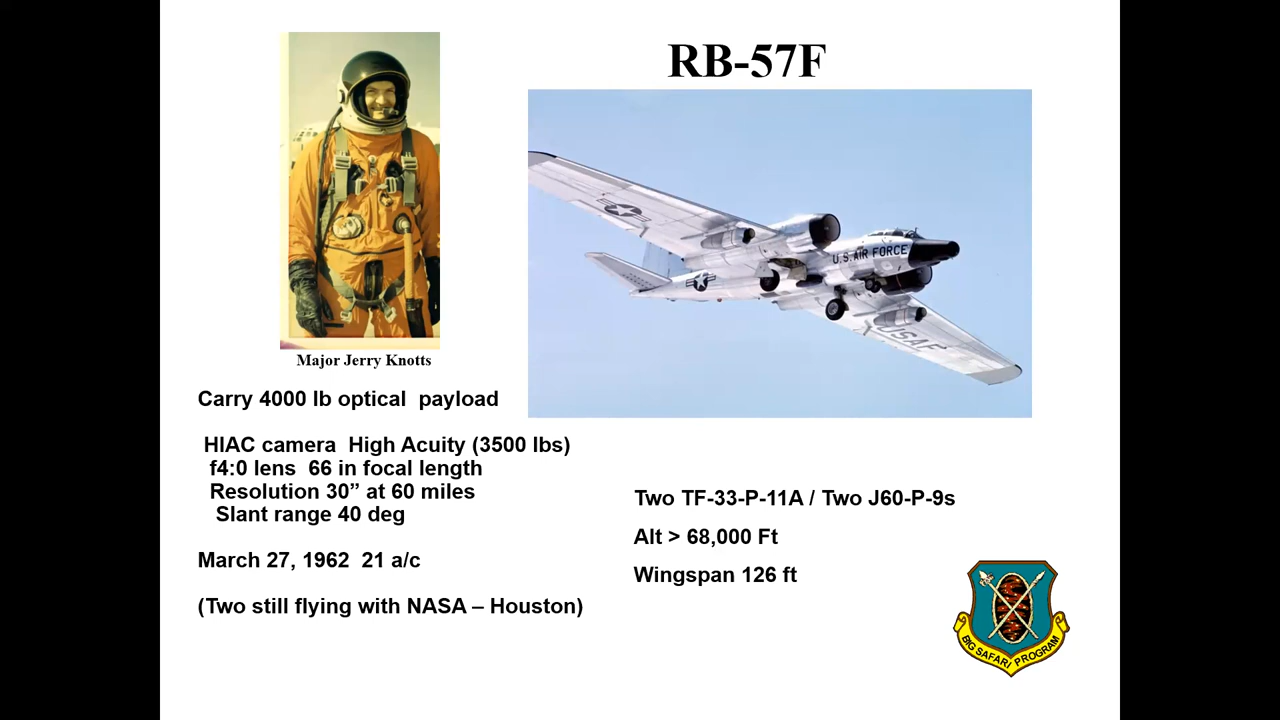 RB-57F
U.S. AIR FORCE
USAF
Major Jerry Knotts
Carry 4000 lb optical  payload
HIAC camera  High Acuity (3500 lbs)
f4:0 lens  66 in focal length
Resolution 30” at 60 miles
Slant range 40 deg
March 27, 1962  21 a/c
(Two still flying with NASA – Houston)
Two TF-33-P-11A / Two J60-P-9s
Alt > 68,000 Ft
Wingspan 126 ft
BIG SAFARI PROGRAM